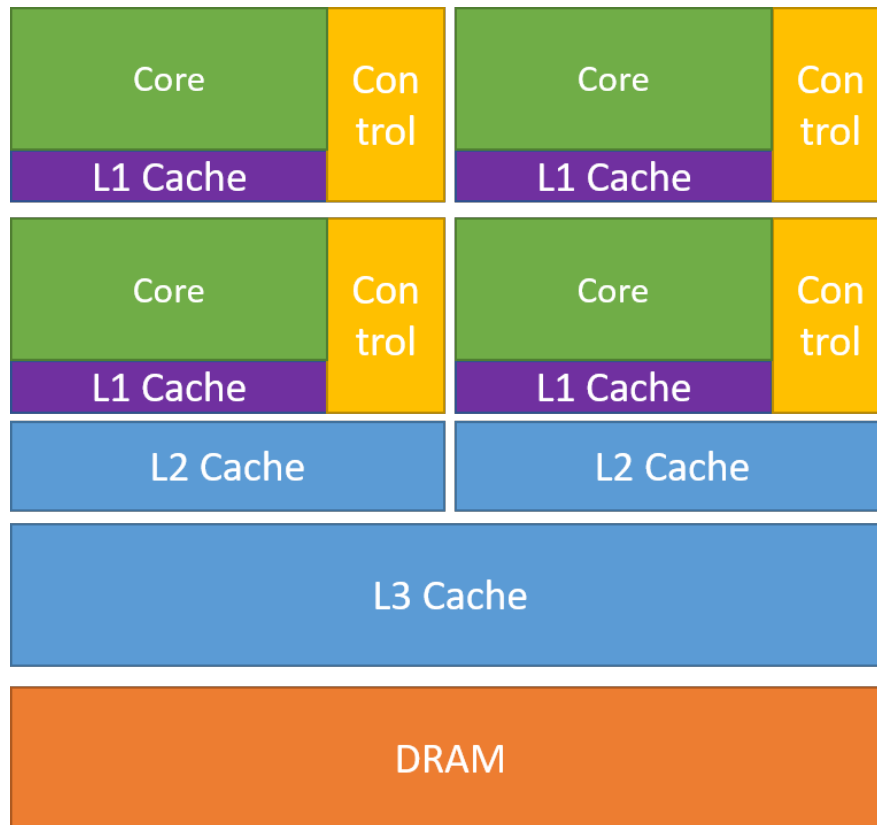 Core
Con
trol
L1 Cache
Core
Con
trol
L1 Cache
Core
Con
trol
L1 Cache
Core
Con
trol
L1 Cache
L2 Cache
L2 Cache
L3 Cache
DRAM